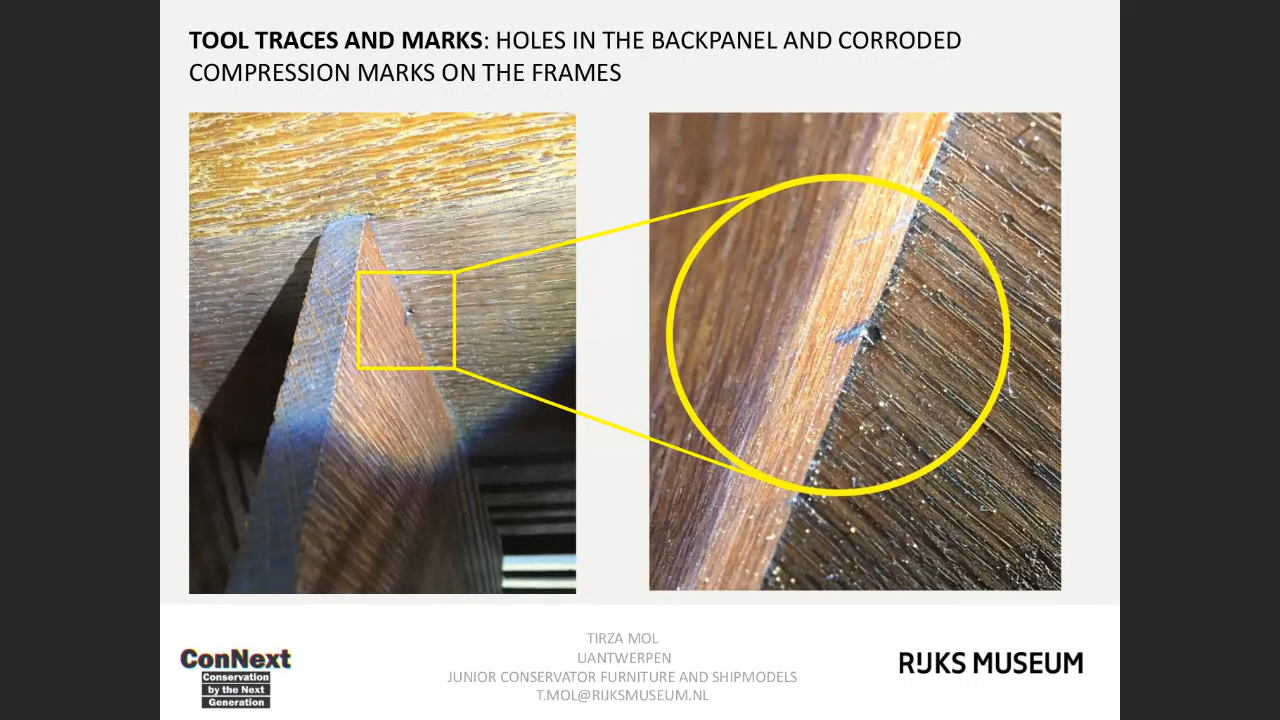 TOOL TRACES AND MARKS: HOLES IN THE BACKPANEL AND CORRODED
COMPRESSION MARKS ON THE FRAMES
ConNext
Conservation
by the Next
Generation
TIRZA MOL
UANTWERPEN
JUNIOR CONSERVATOR FURNITURE AND SHIPMODELS
T.MOL@RIJKSMUSEUM.NL
RIJKS MUSEUM